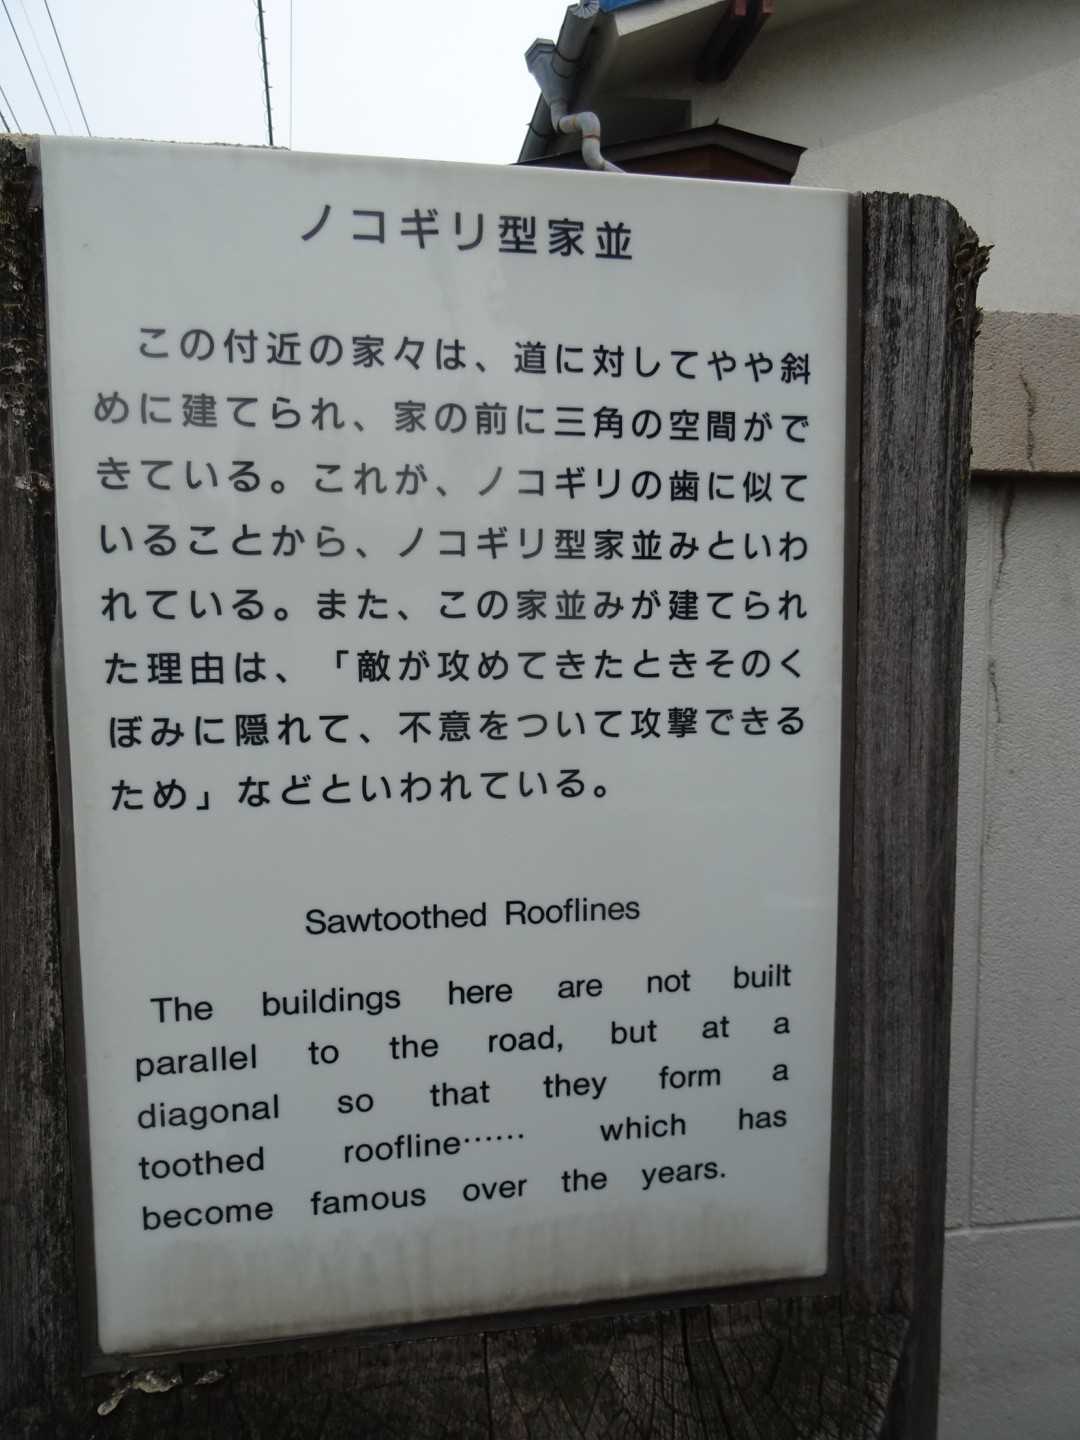 ノコギリ型家並
この付近の家々は、道に対してやや斜
めに建てられ、家の前に三角の空間がで
きている。これが、ノコギリの歯に似て
いることから、ノコギリ型家並みといわ
れている。また、この家並みが建てられ
た理由は、「敵が攻めてきたときそのく
ぼみに隠れて、不意をついて攻撃できる
ため」などといわれている。
Sawtoothed Rooflines
The buildings here are not built
parallel to the road, but at a
diagonal so that they form a
toothed roofline…… which has
become famous over the years.